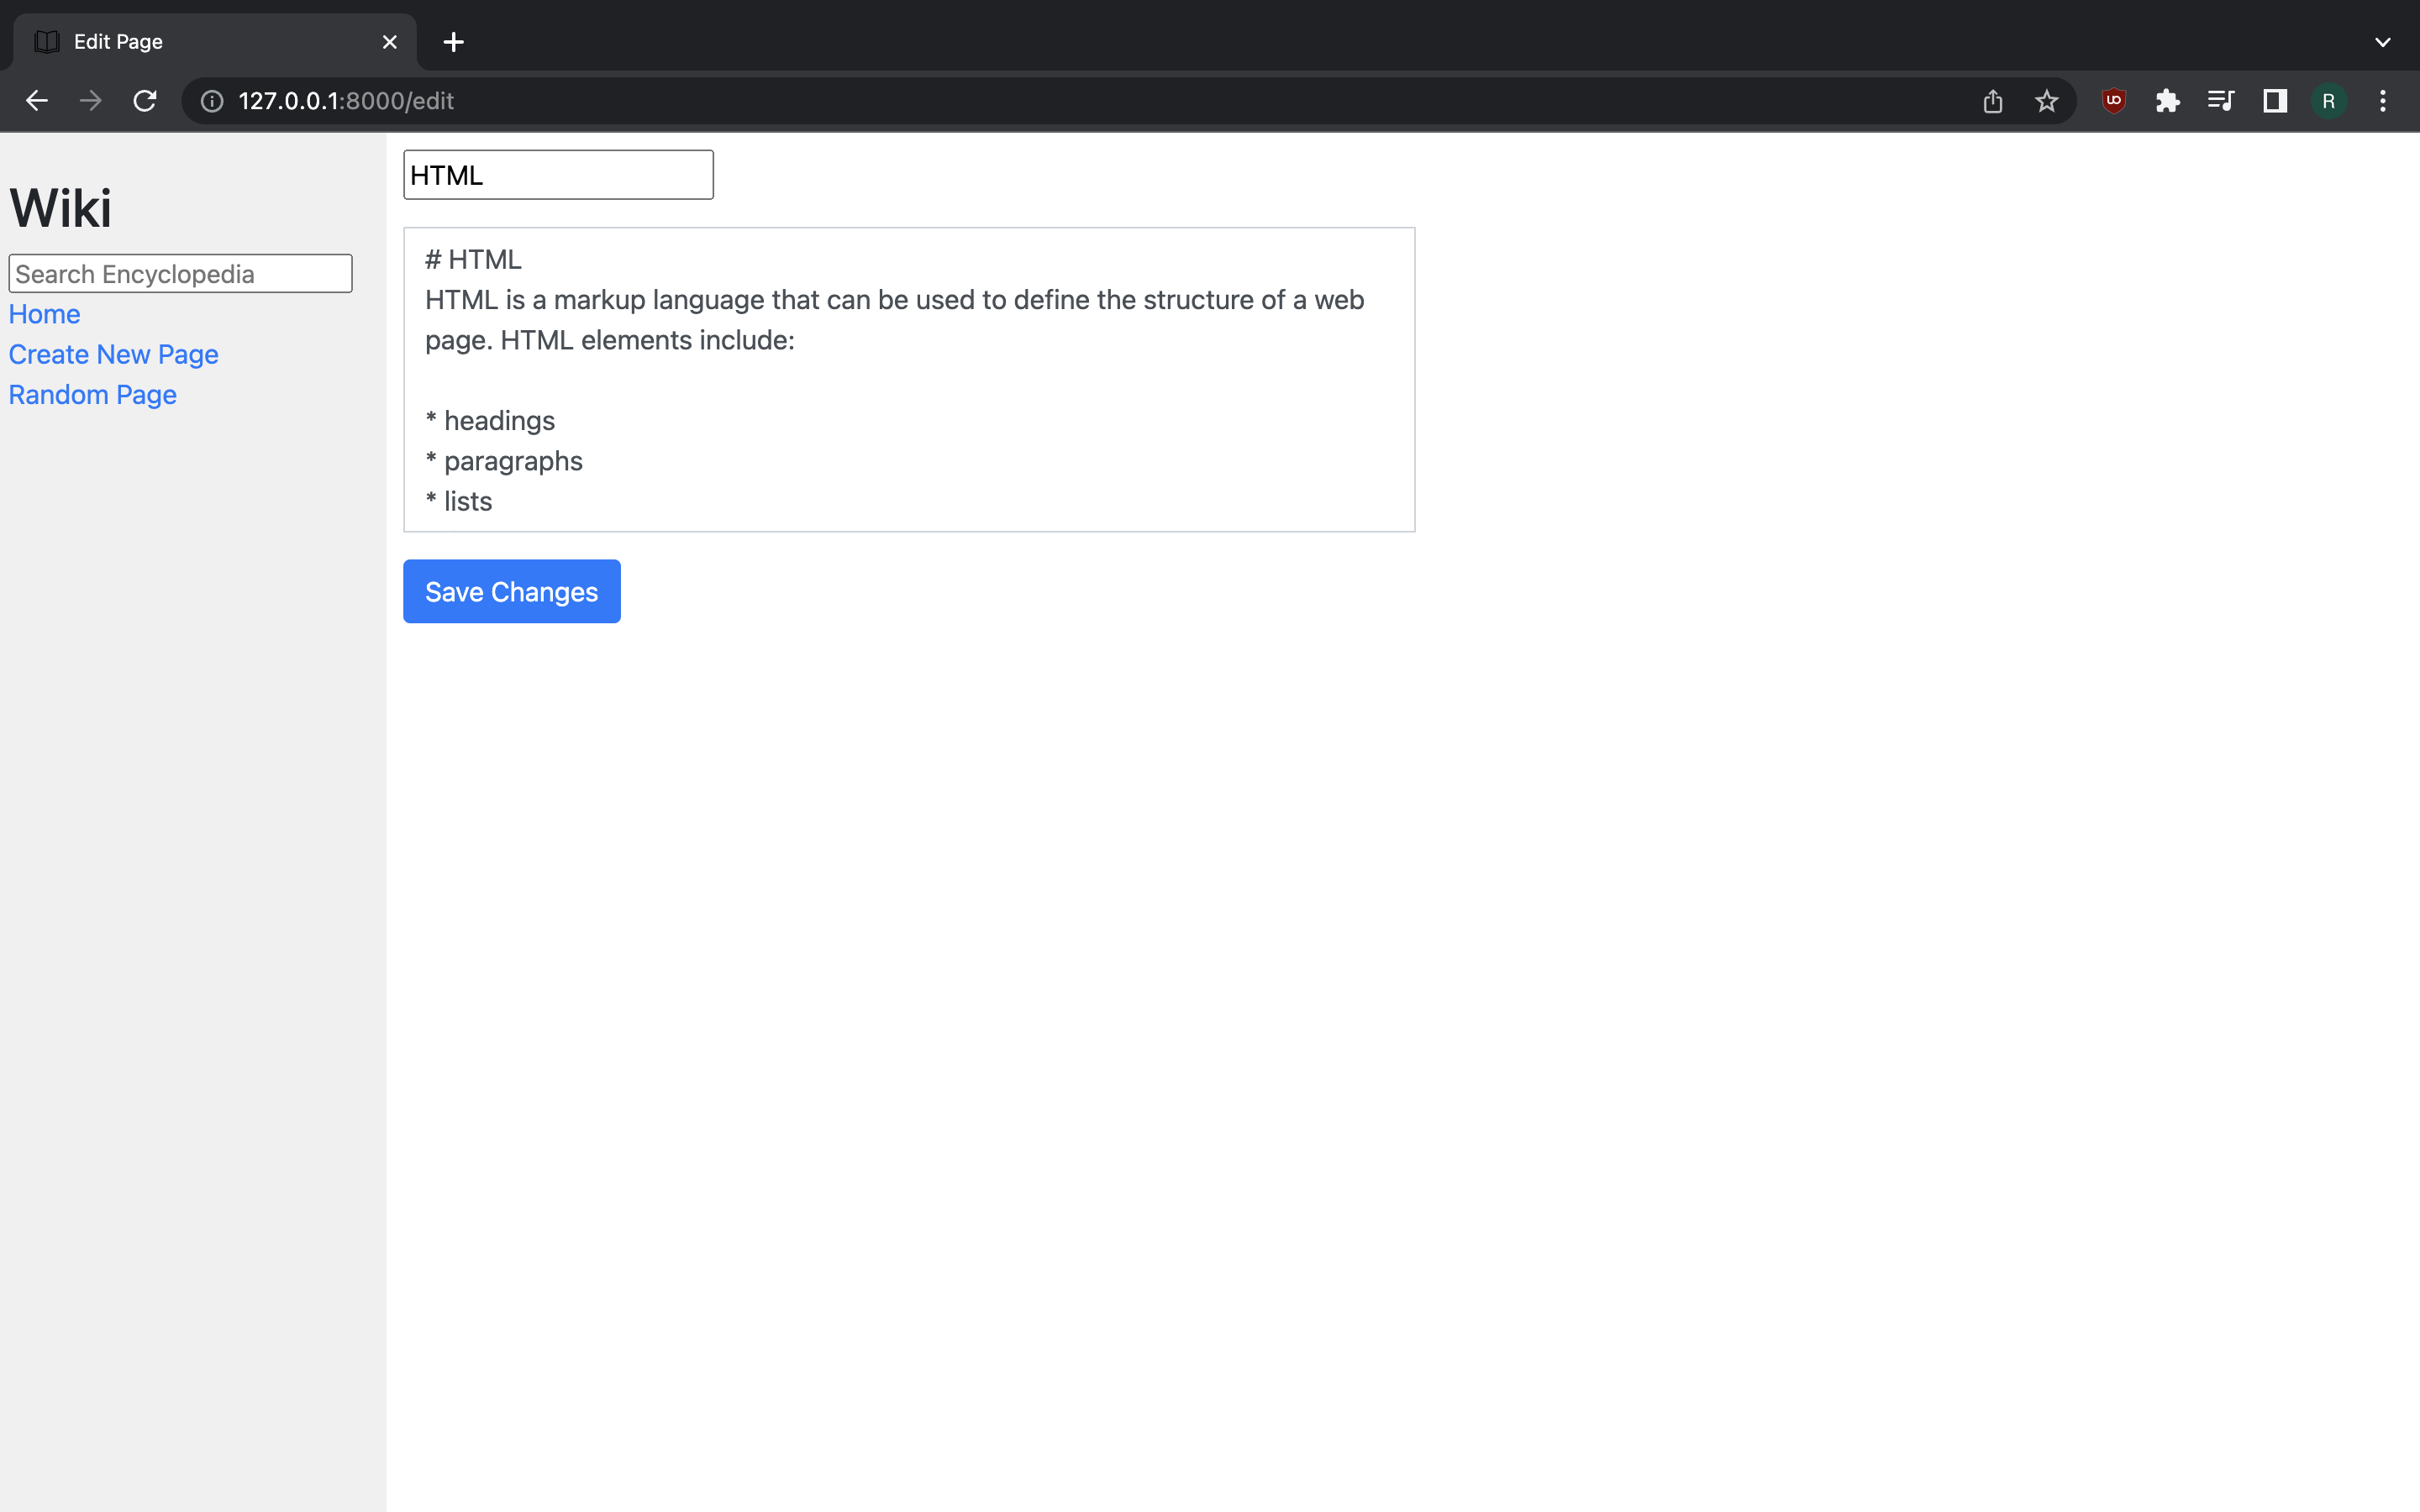 Edit Page
127.0.0.1:8000/edit
R
Wiki
Search Encyclopedia
Home
Create New Page
Random Page
HTML
# HTML
HTML is a markup language that can be used to define the structure of a web
page. HTML elements include:
* headings
* paragraphs
* lists
Save Changes